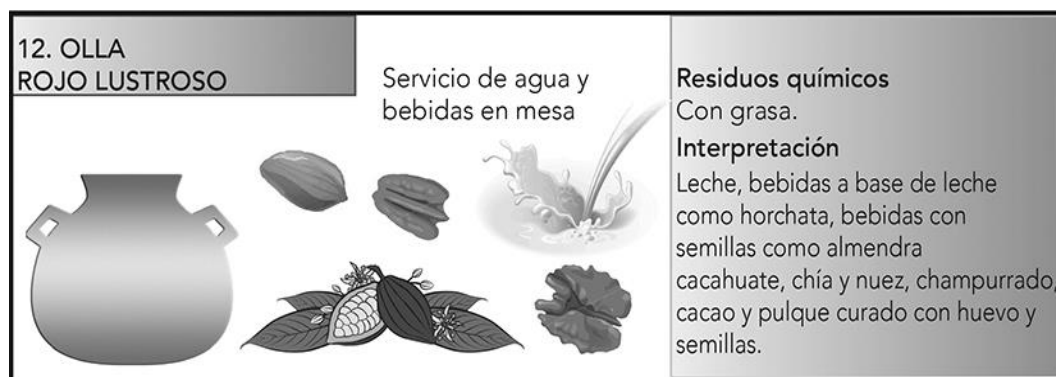 12. OLLA
ROJO LUSTROSO
Servicio de agua y
bebidas en mesa
Residuos químicos
Con grasa.
Interpretación
Leche, bebidas a base de leche
como horchata, bebidas con
semillas como almendra
cacahuate, chía y nuez, champurrado,
cacao y pulque curado con huevo y
semillas.